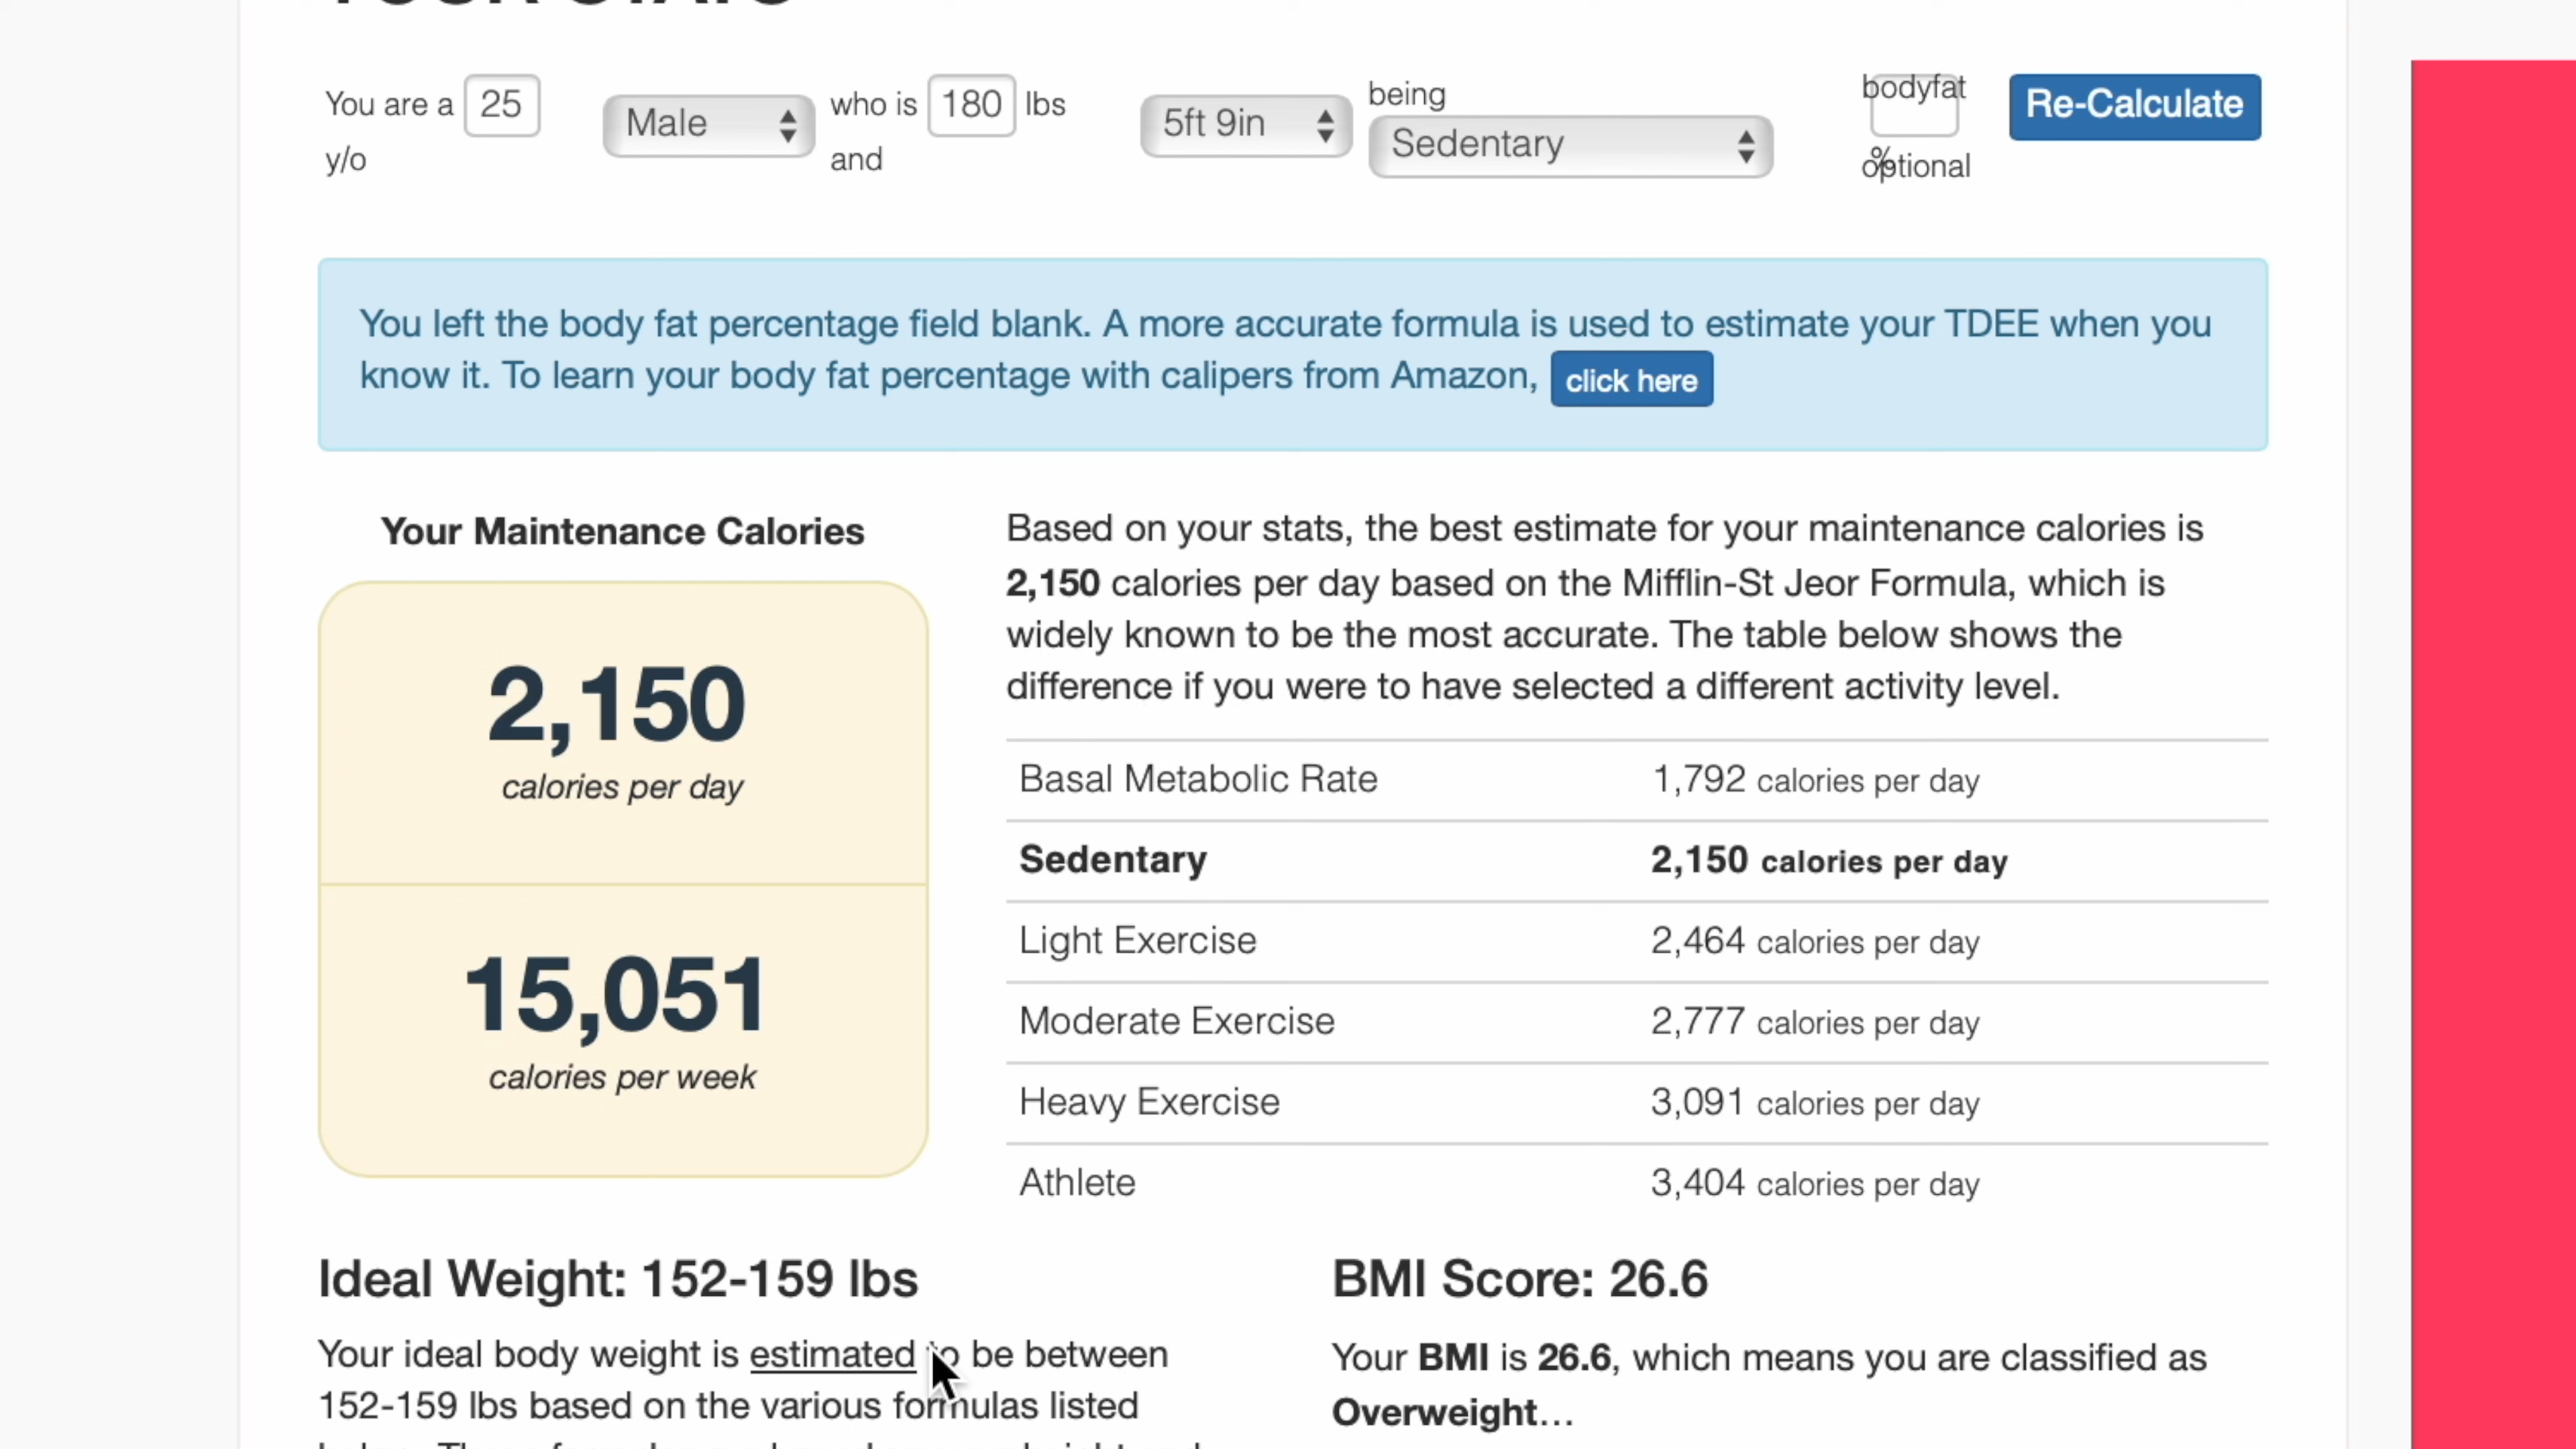 YOUR STATS
You are a 25 y/o Male who is 180 lbs and 5ft 9in being Sedentary bodyfat % optional Re-Calculate
You left the body fat percentage field blank. A more accurate formula is used to estimate your TDEE when you
know it. To learn your body fat percentage with calipers from Amazon, click here
Your Maintenance Calories
2,150
calories per day
15,051
calories per week
Based on your stats, the best estimate for your maintenance calories is
2,150 calories per day based on the Mifflin-St Jeor Formula, which is
widely known to be the most accurate. The table below shows the
difference if you were to have selected a different activity level.
Basal Metabolic Rate 1,792 calories per day
Sedentary 2,150 calories per day
Light Exercise 2,464 calories per day
Moderate Exercise 2,777 calories per day
Heavy Exercise 3,091 calories per day
Athlete 3,404 calories per day
Ideal Weight: 152-159 lbs
Your ideal body weight is estimated to be between
152-159 lbs based on the various formulas listed
BMI Score: 26.6
Your BMI is 26.6, which means you are classified as
Overweight...